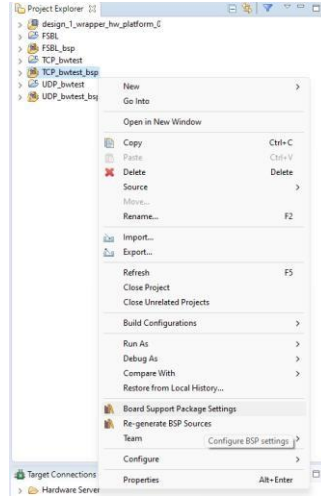 Project Explorer
design_1_wrapper_hw_platform_0
FSBL
FSBL_bsp
TCP_bwtest
TCP_bwtest_bsp
UDP_bwtest
UDP_bwtest_bsp
New
Go Into
Open in New Window
Copy Ctrl+C
Paste Ctrl+V
Delete Delete
Source
Move...
Rename... F2
Import...
Export...
Refresh F5
Close Project
Close Unrelated Projects
Build Configurations
Run As
Debug As
Compare With
Restore from Local History...
Board Support Package Settings
Re-generate BSP Sources
Team
Configure BSP settings
Configure
Properties Alt+Enter
Target Connections
Hardware Server